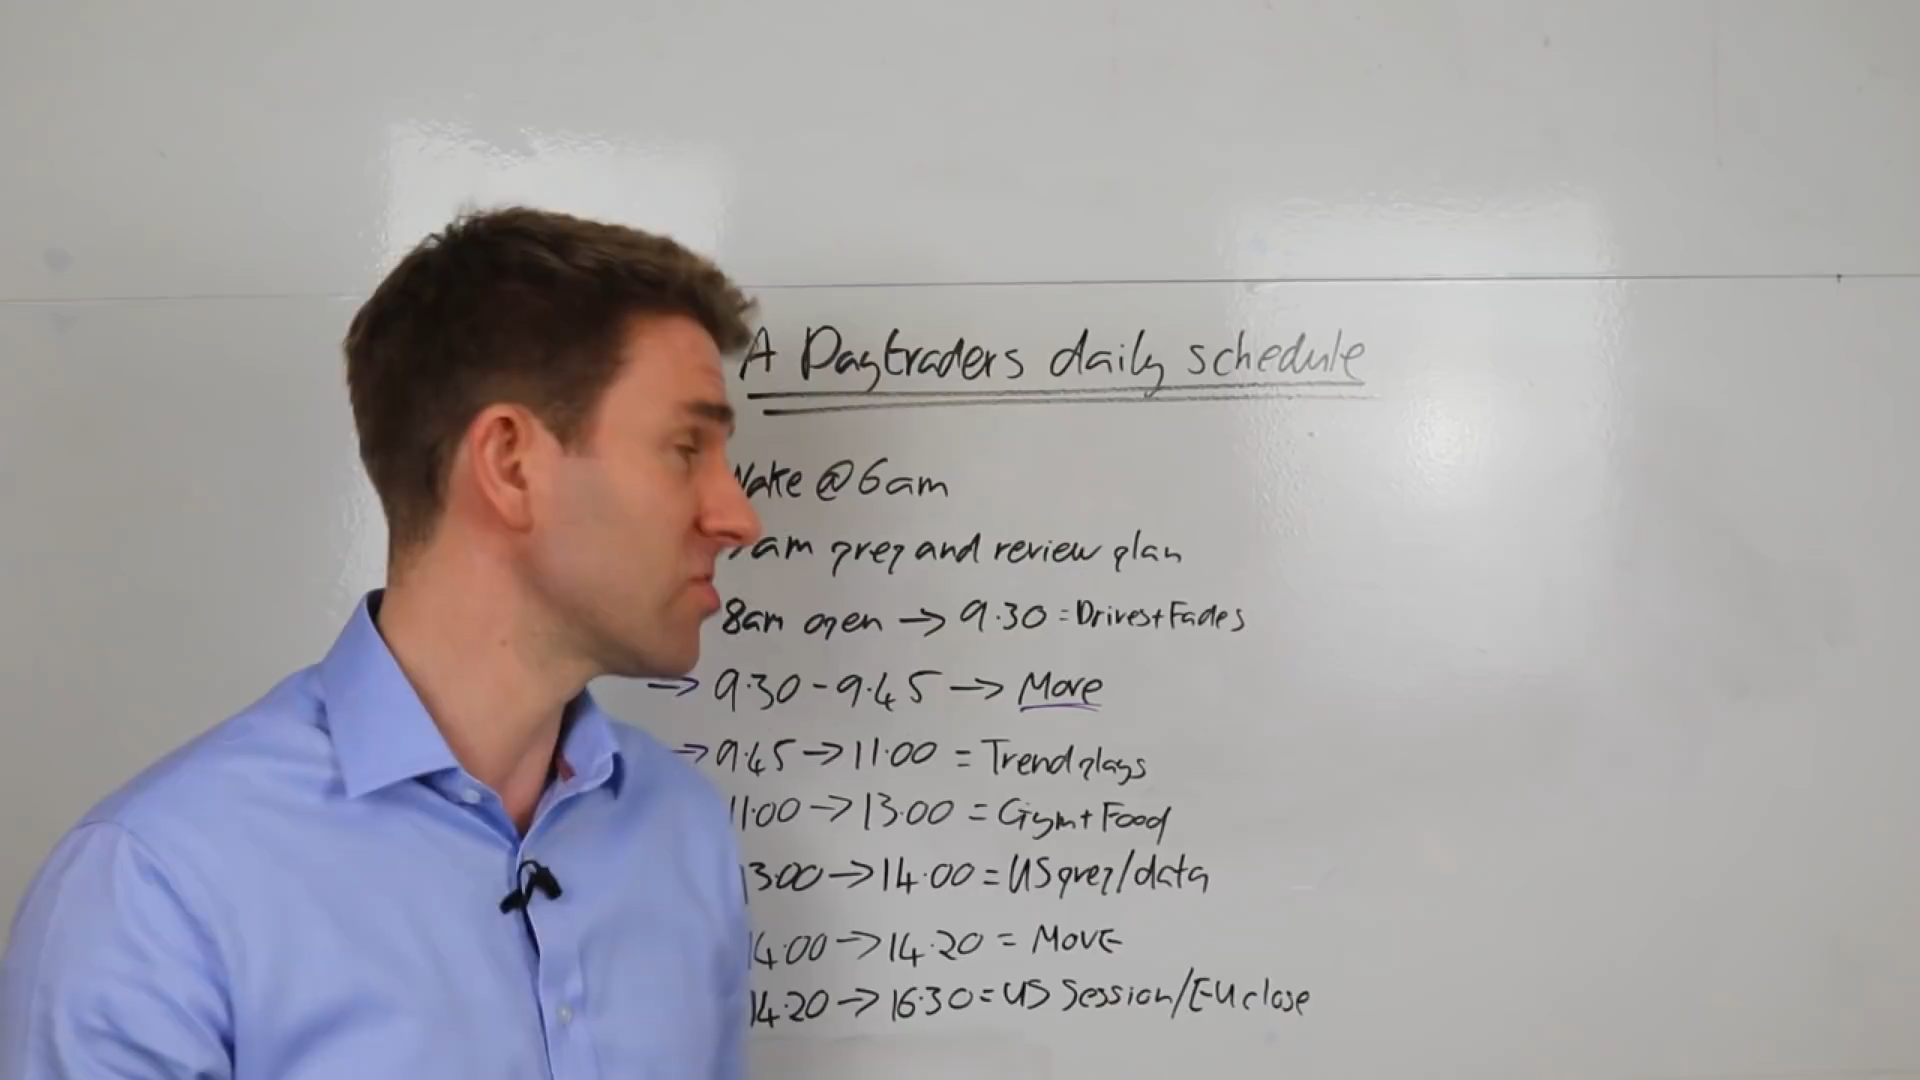 A Daytraders daily schedule
Wake @ 6am
am prep and review plan
8am open → 9.30 = Drives + Fades
→ 9.30 - 9.45 → Move
→ 9.45 → 11.00 = Trend plays
11.00 → 13.00 = Gym + Food
13.00 → 14.00 = US prep/data
14.00 → 14.20 = MOVE
14.20 → 16.30 = US Session/EU close